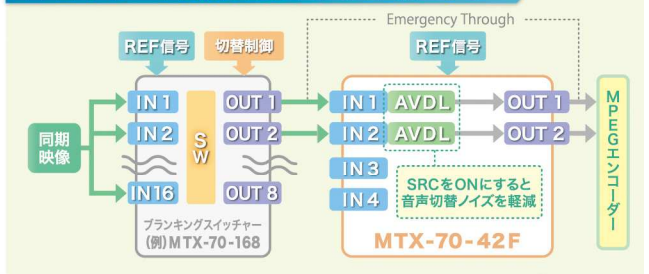 Emergency Through
REF信号
切替制御
REF信号
同期
映像
IN 1
IN 2
IN16
SW
OUT 1
OUT 2
OUT 8
ブランキングスイッチャー
(例)MTX-70-168
IN 1
AVDL
OUT 1
IN 2
AVDL
OUT 2
IN 3
IN 4
SRCをONにすると
音声切替ノイズを軽減
MTX-70-42F
MPEGエンコーダー